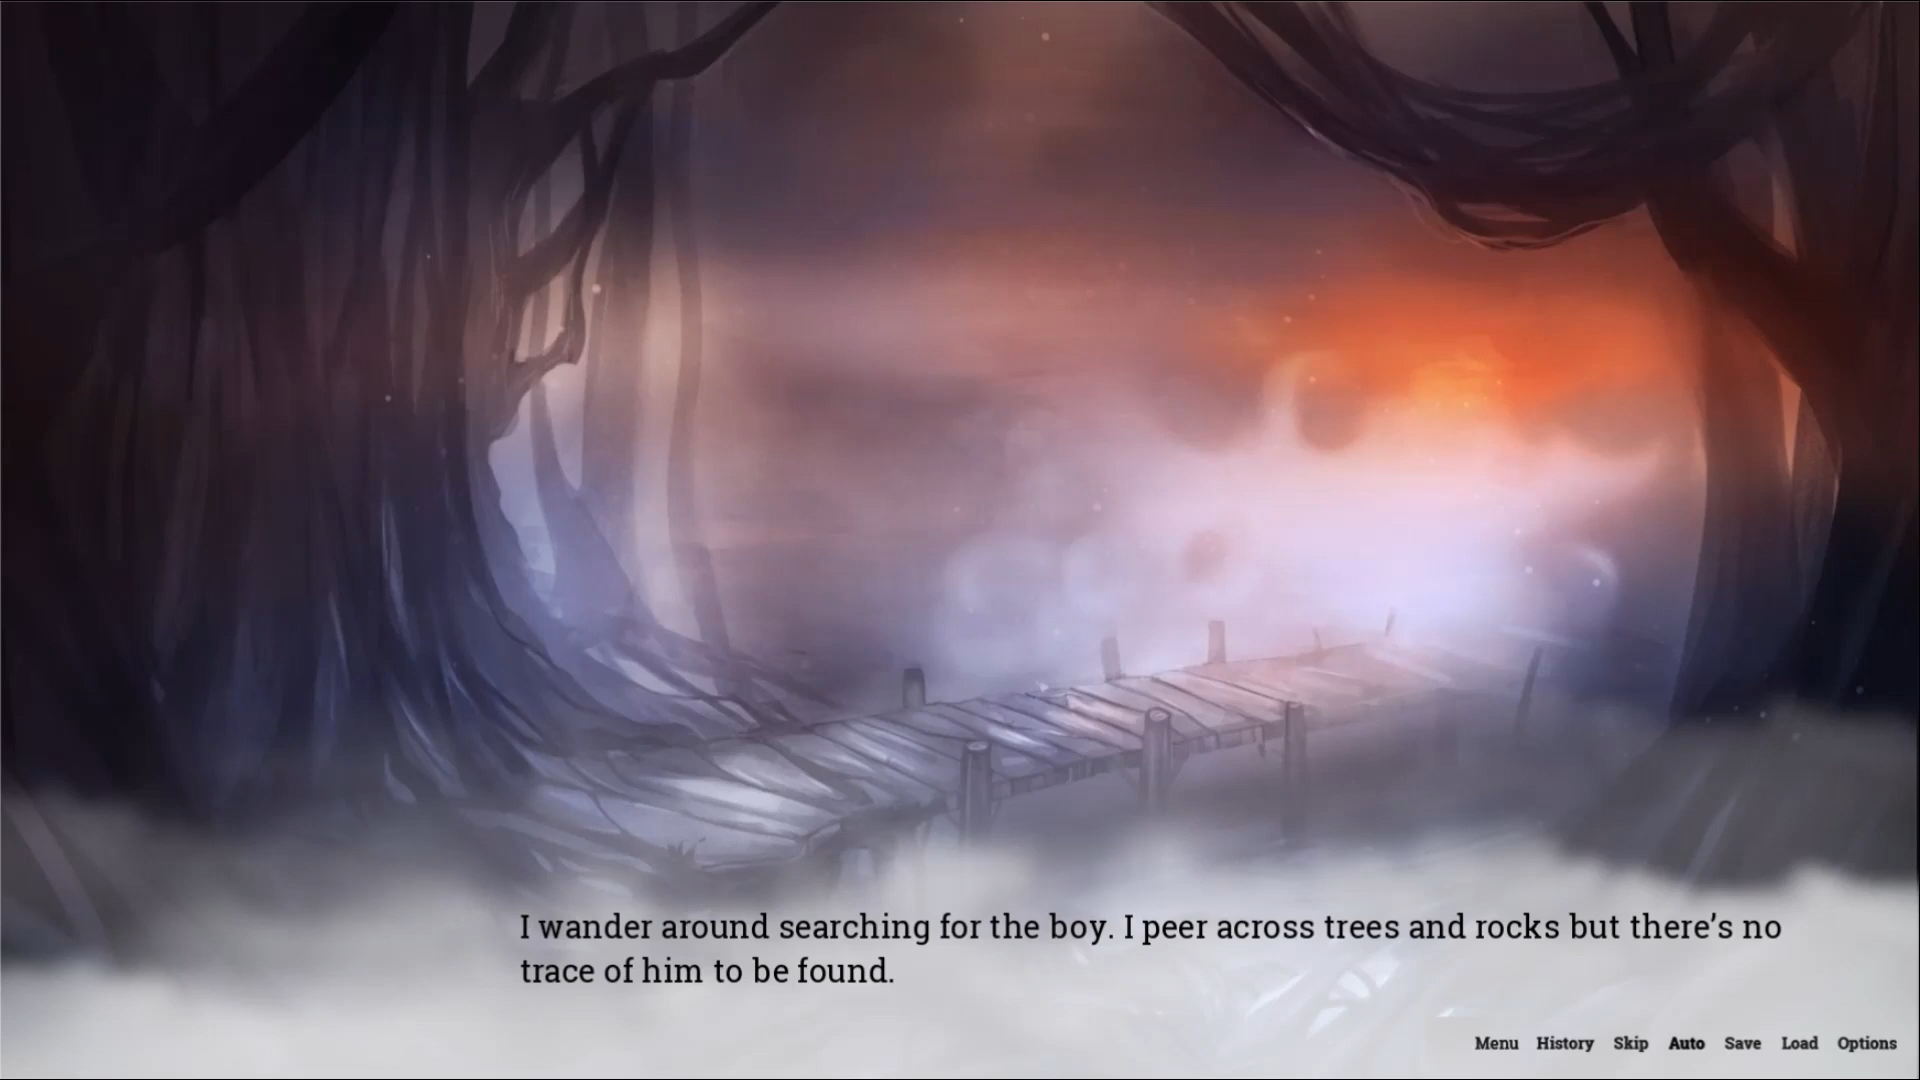 I wander around searching for the boy. I peer across trees and rocks but there’s no
trace of him to be found.
Menu History Skip Auto Save Load Options